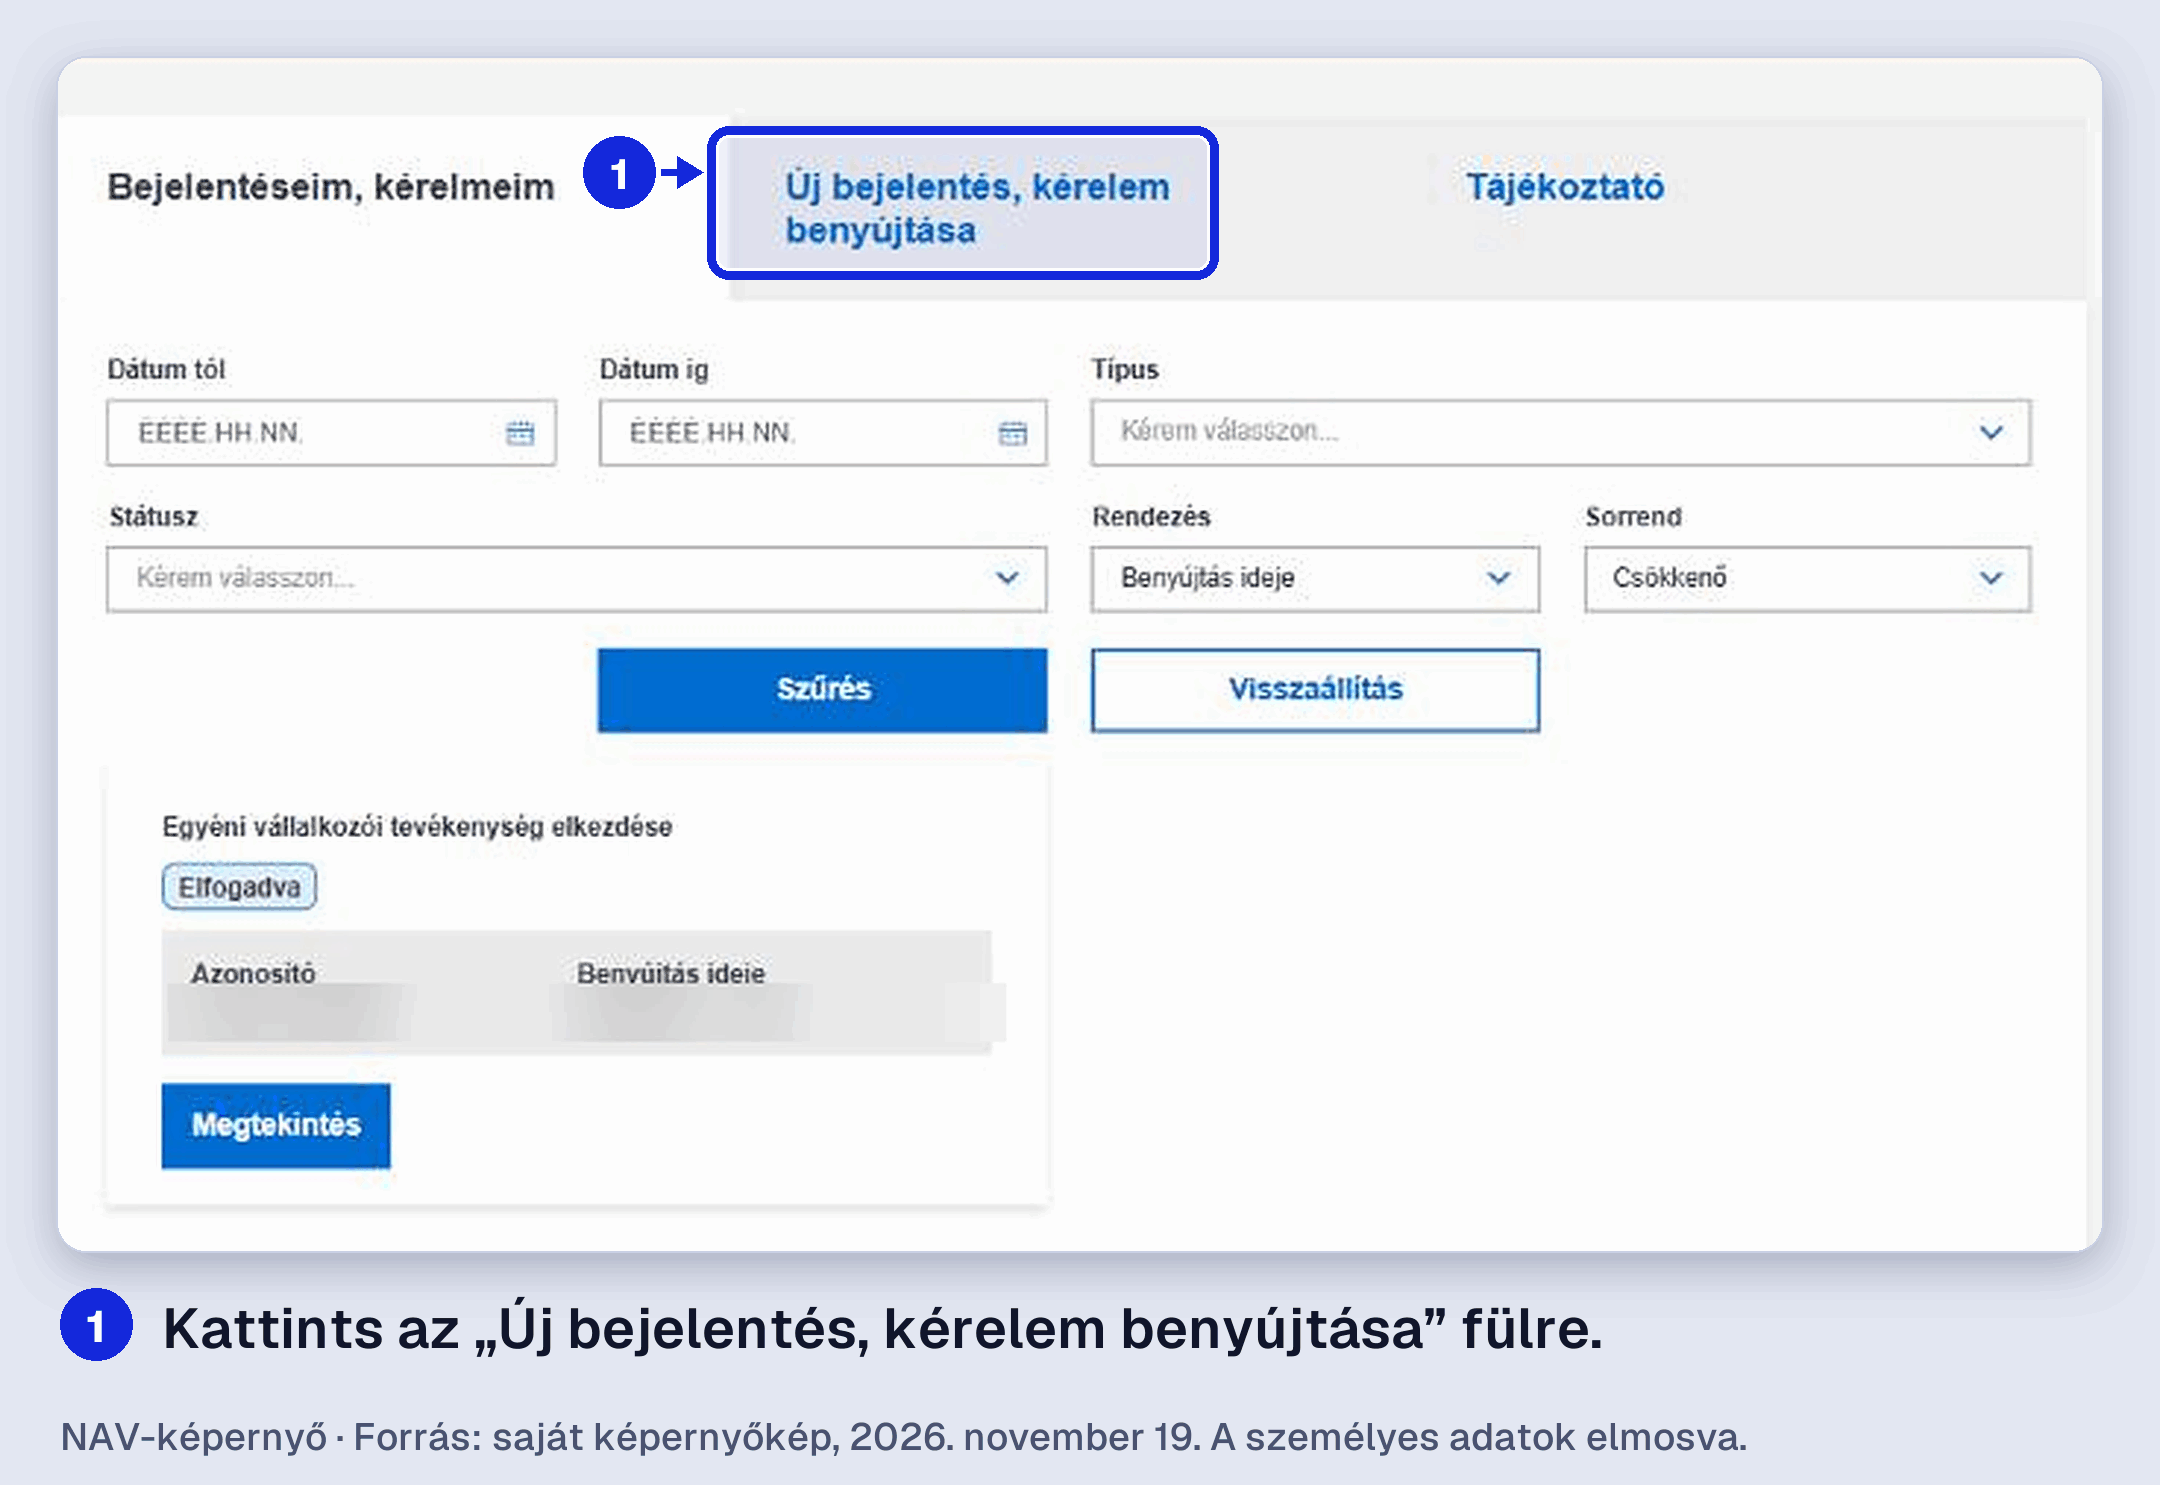 Bejelentéseim, kérelmeim
1
Új bejelentés, kérelem
benyújtása
Tájékoztató
Dátum tól
Dátum ig
Típus
ÉÉÉÉ.HH.NN.
ÉÉÉÉ.HH.NN.
Kérem válasszon...
Státusz
Rendezés
Sorrend
Kérem válasszon...
Benyújtás ideje
Csökkenő
Szűrés
Visszaállítás
Egyéni vállalkozói tevékenység elkezdése
Elfogadva
Azonosító
Benyújtás ideje
Megtekintés
1 Kattints az „Új bejelentés, kérelem benyújtása” fülre.
NAV-képernyő · Forrás: saját képernyőkép, 2026. november 19. A személyes adatok elmosva.